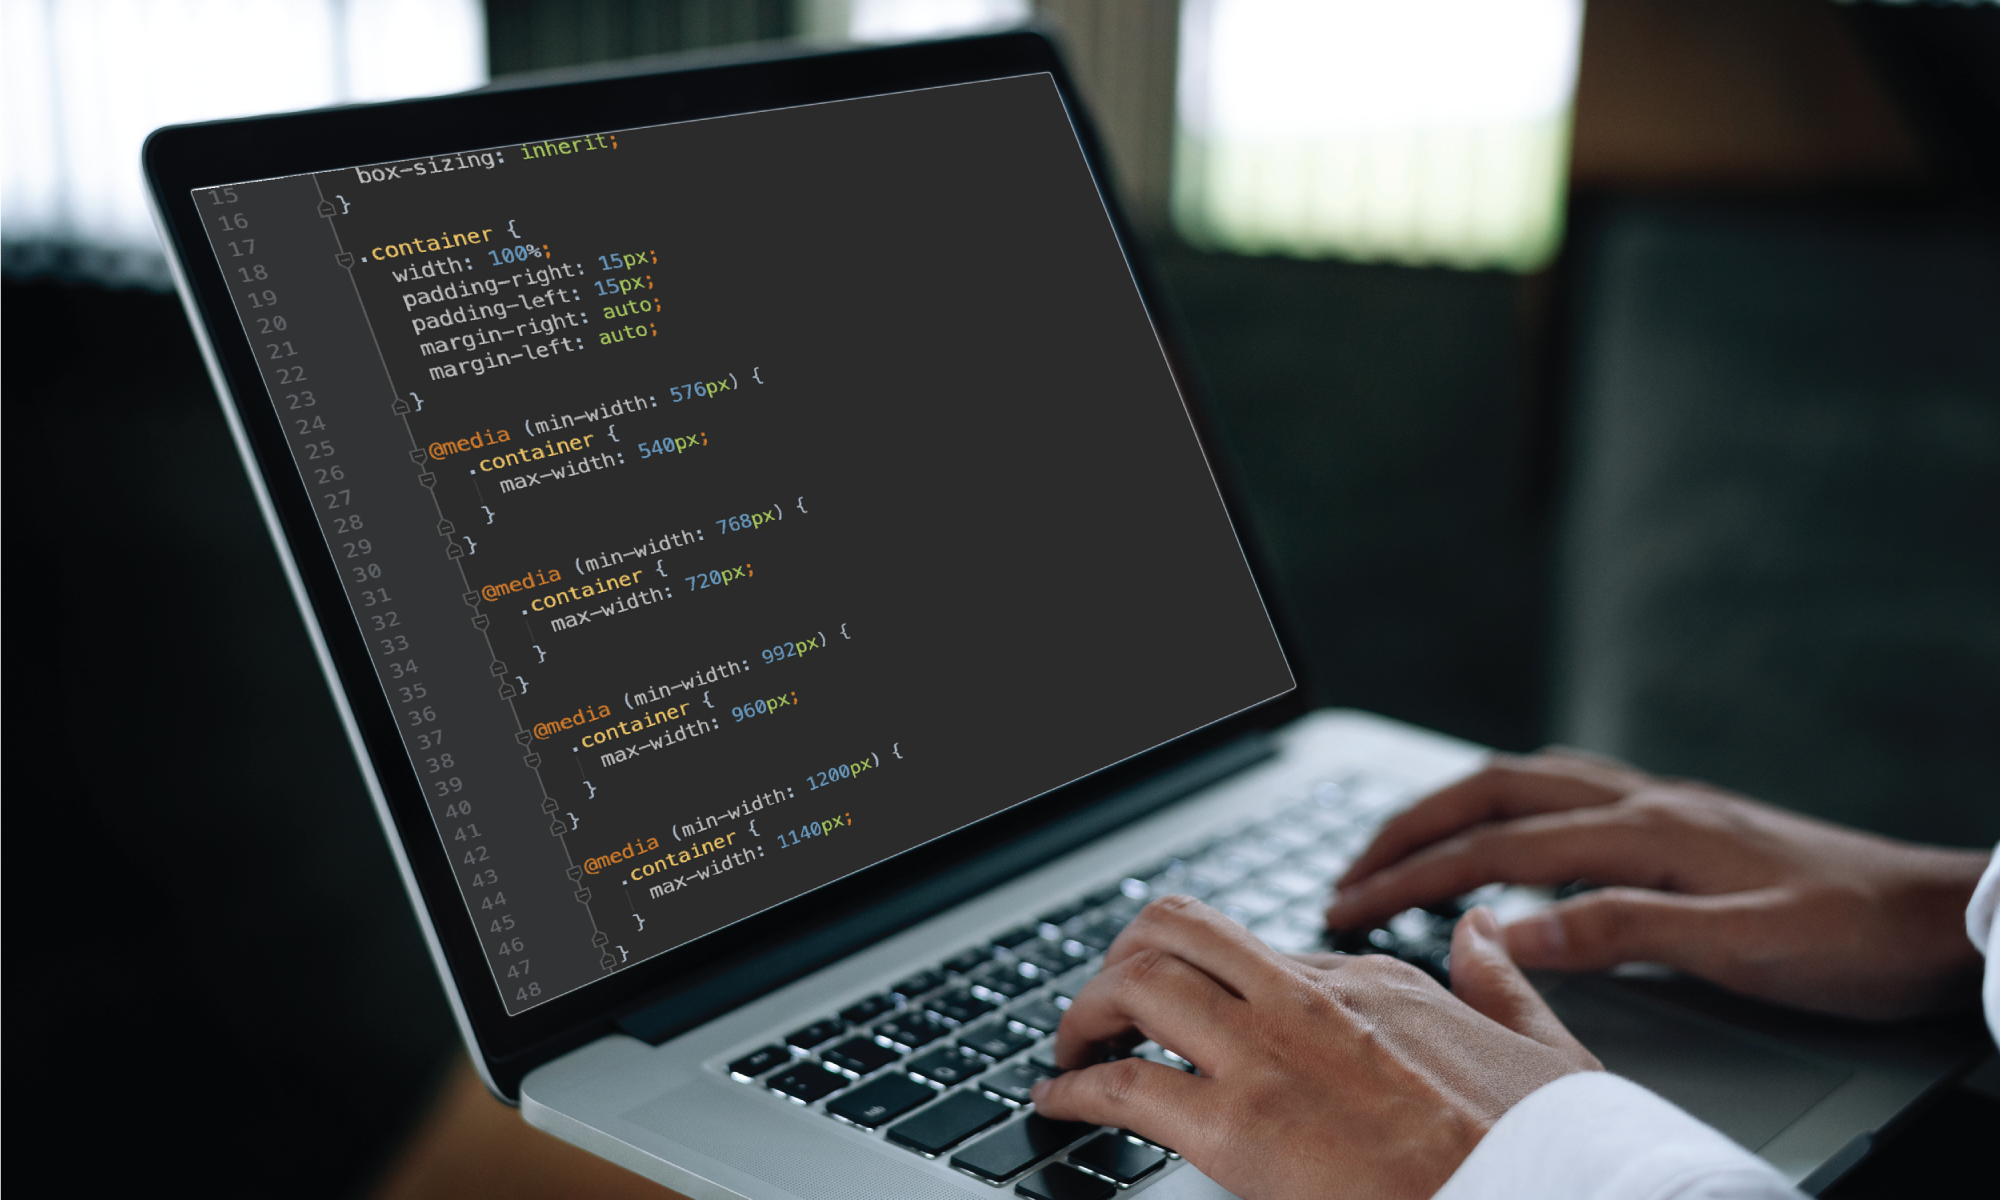 15 box-sizing: inherit;
16 }
17
18 .container {
19 width: 100%;
20 padding-right: 15px;
21 padding-left: 15px;
22 margin-right: auto;
23 margin-left: auto;
24 }
25
26 @media (min-width: 576px) {
27 .container {
28 max-width: 540px;
29 }
30 }
31
32 @media (min-width: 768px) {
33 .container {
34 max-width: 720px;
35 }
36 }
37
38 @media (min-width: 992px) {
39 .container {
40 max-width: 960px;
41 }
42 }
43
44 @media (min-width: 1200px) {
45 .container {
46 max-width: 1140px;
47 }
48 }
tab